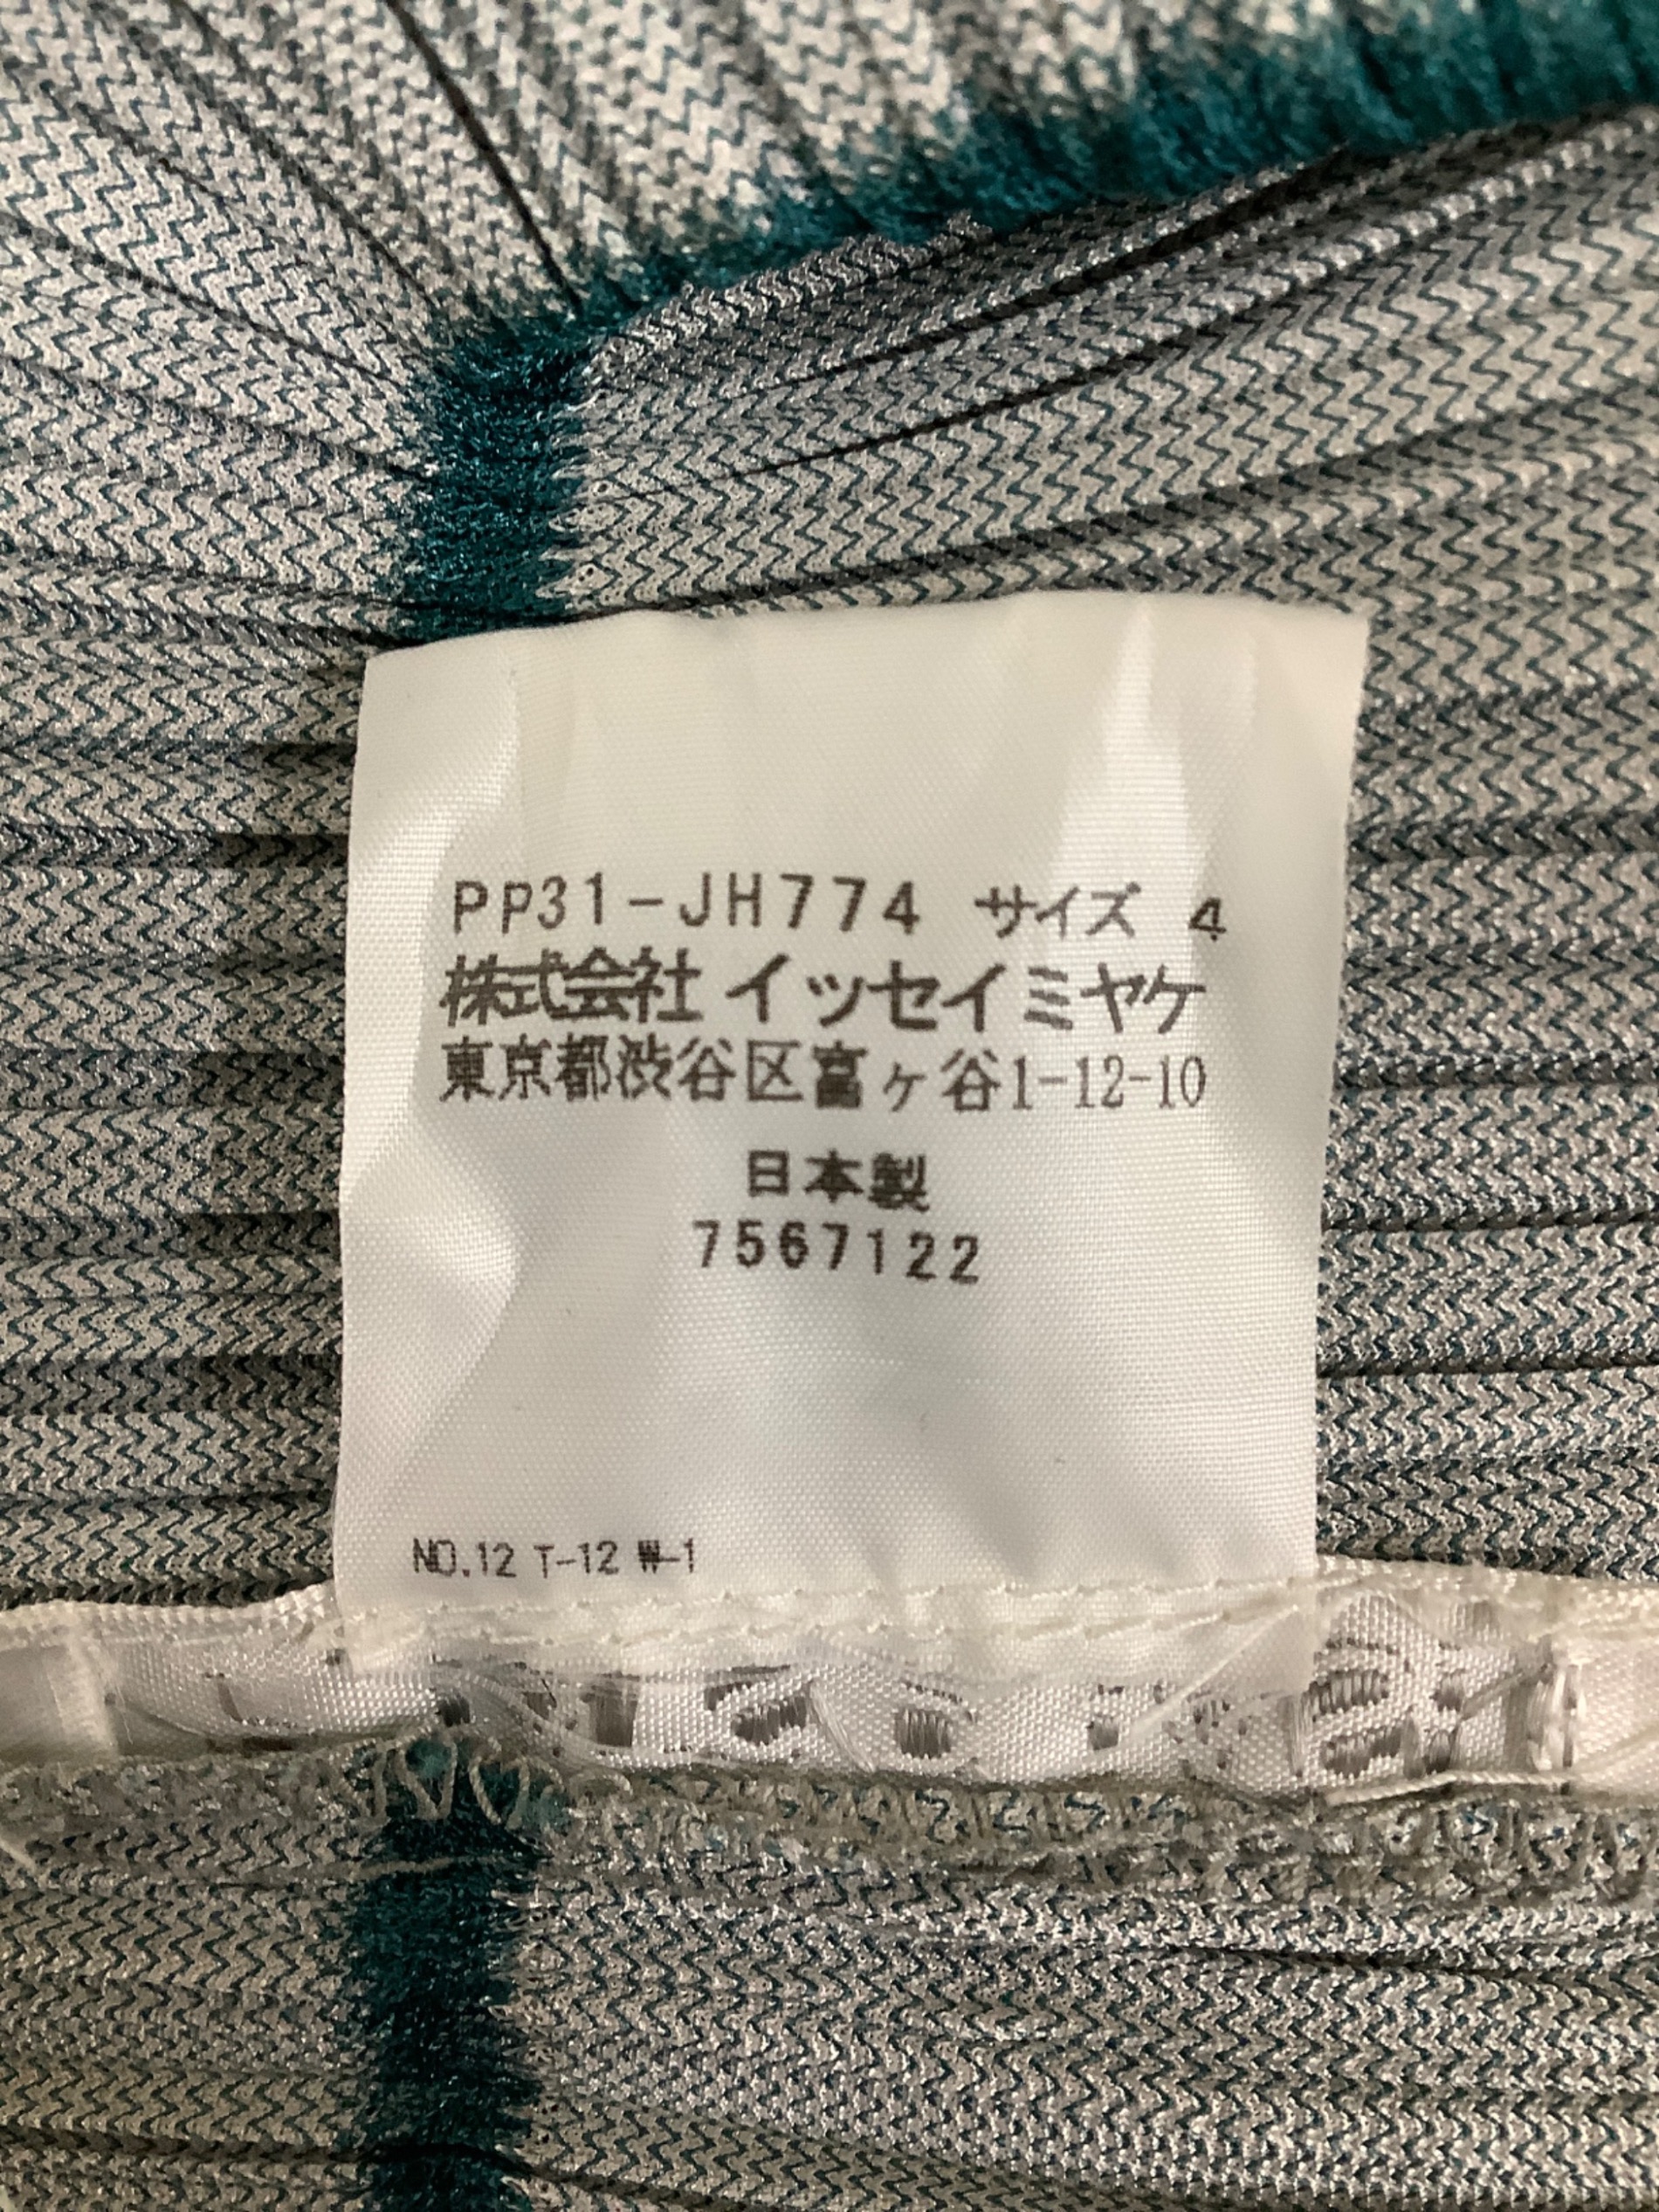 PP31-JH774 サイズ 4
株式会社 イッセイミヤケ
東京都渋谷区富ヶ谷1-12-10
日本製
7567122
NO.12 T-12 W-1